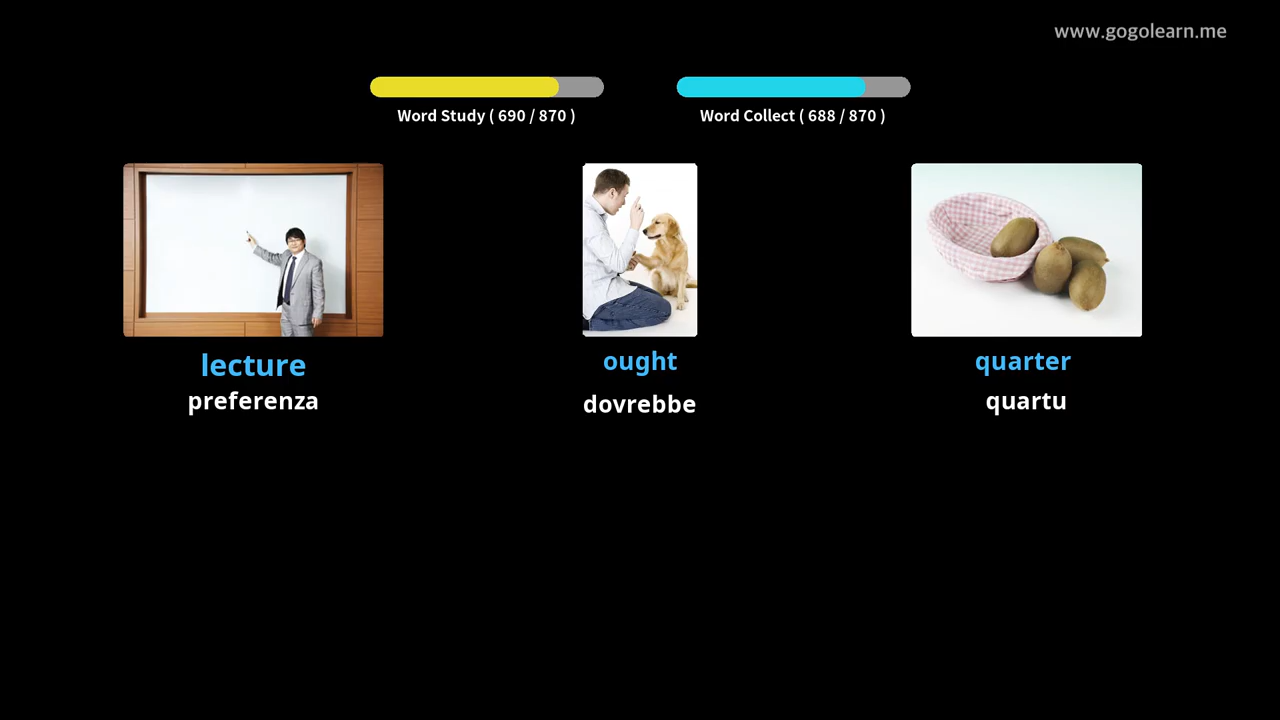 www.gogolearn.me
Word Study ( 690 / 870 )
Word Collect ( 688 / 870 )
lecture
preferenza
ought
dovrebbe
quarter
quartu